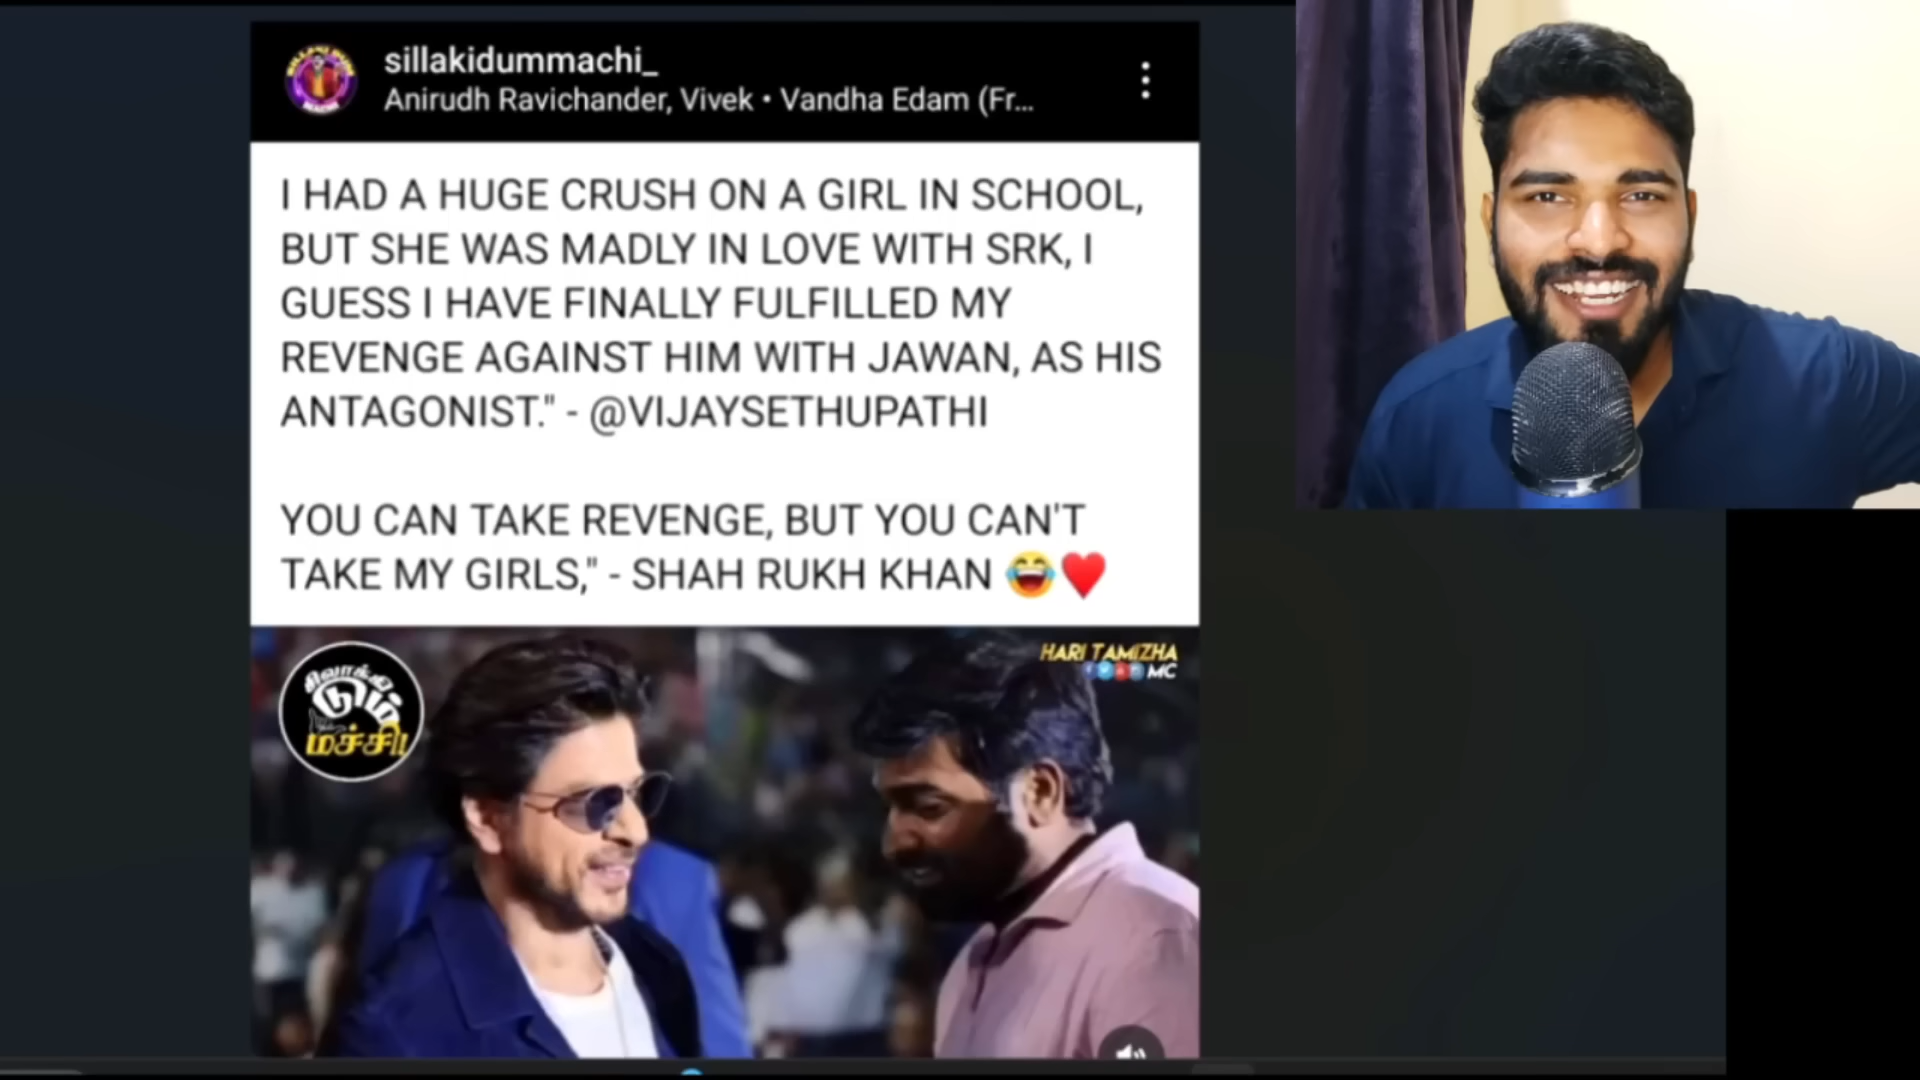 sillakidummachi_
Anirudh Ravichander, Vivek • Vandha Edam (Fr...
I HAD A HUGE CRUSH ON A GIRL IN SCHOOL,
BUT SHE WAS MADLY IN LOVE WITH SRK, I
GUESS I HAVE FINALLY FULFILLED MY
REVENGE AGAINST HIM WITH JAWAN, AS HIS
ANTAGONIST." - @VIJAYSETHUPATHI
YOU CAN TAKE REVENGE, BUT YOU CAN'T
TAKE MY GIRLS," - SHAH RUKH KHAN 😂❤️
HARI TAMIZHA
MC
சிலாக்கி
டும்
மச்சி!